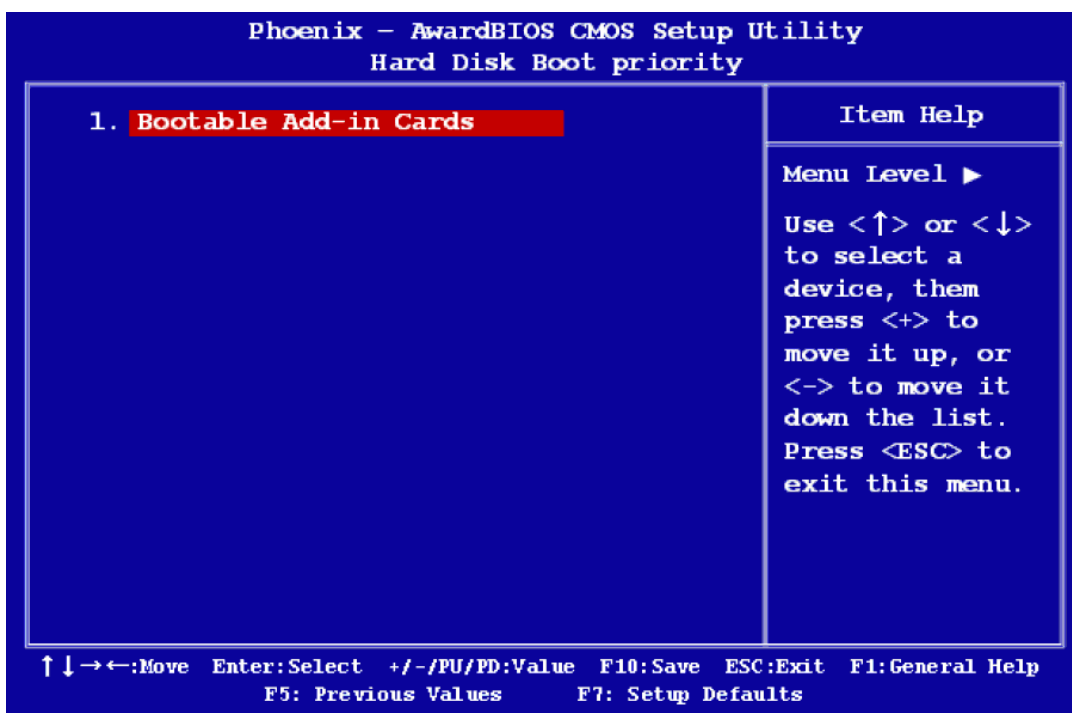 Phoenix — AwardBIOS CMOS Setup Utility
Hard Disk Boot priority
1. Bootable Add-in Cards
Item Help
Menu Level ▶
Use <↑> or <↓>
to select a
device, them
press <+> to
move it up, or
<-> to move it
down the list.
Press <ESC> to
exit this menu.
↑↓→←:Move Enter:Select +/-/PU/PD:Value F10:Save ESC:Exit F1:General Help
F5: Previous Values F7: Setup Defaults